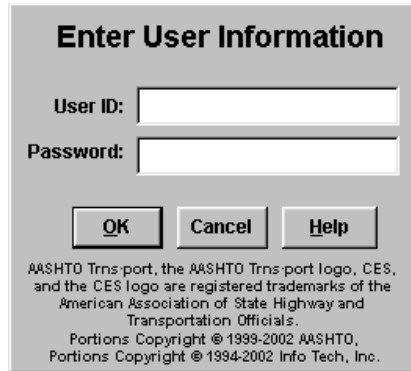 Enter User Information
User ID:
Password:
OK Cancel Help
AASHTO Trns·port, the AASHTO Trns·port logo, CES,
and the CES logo are registered trademarks of the
American Association of State Highway and
Transportation Officials.
Portions Copyright © 1999-2002 AASHTO,
Portions Copyright © 1994-2002 Info Tech, Inc.